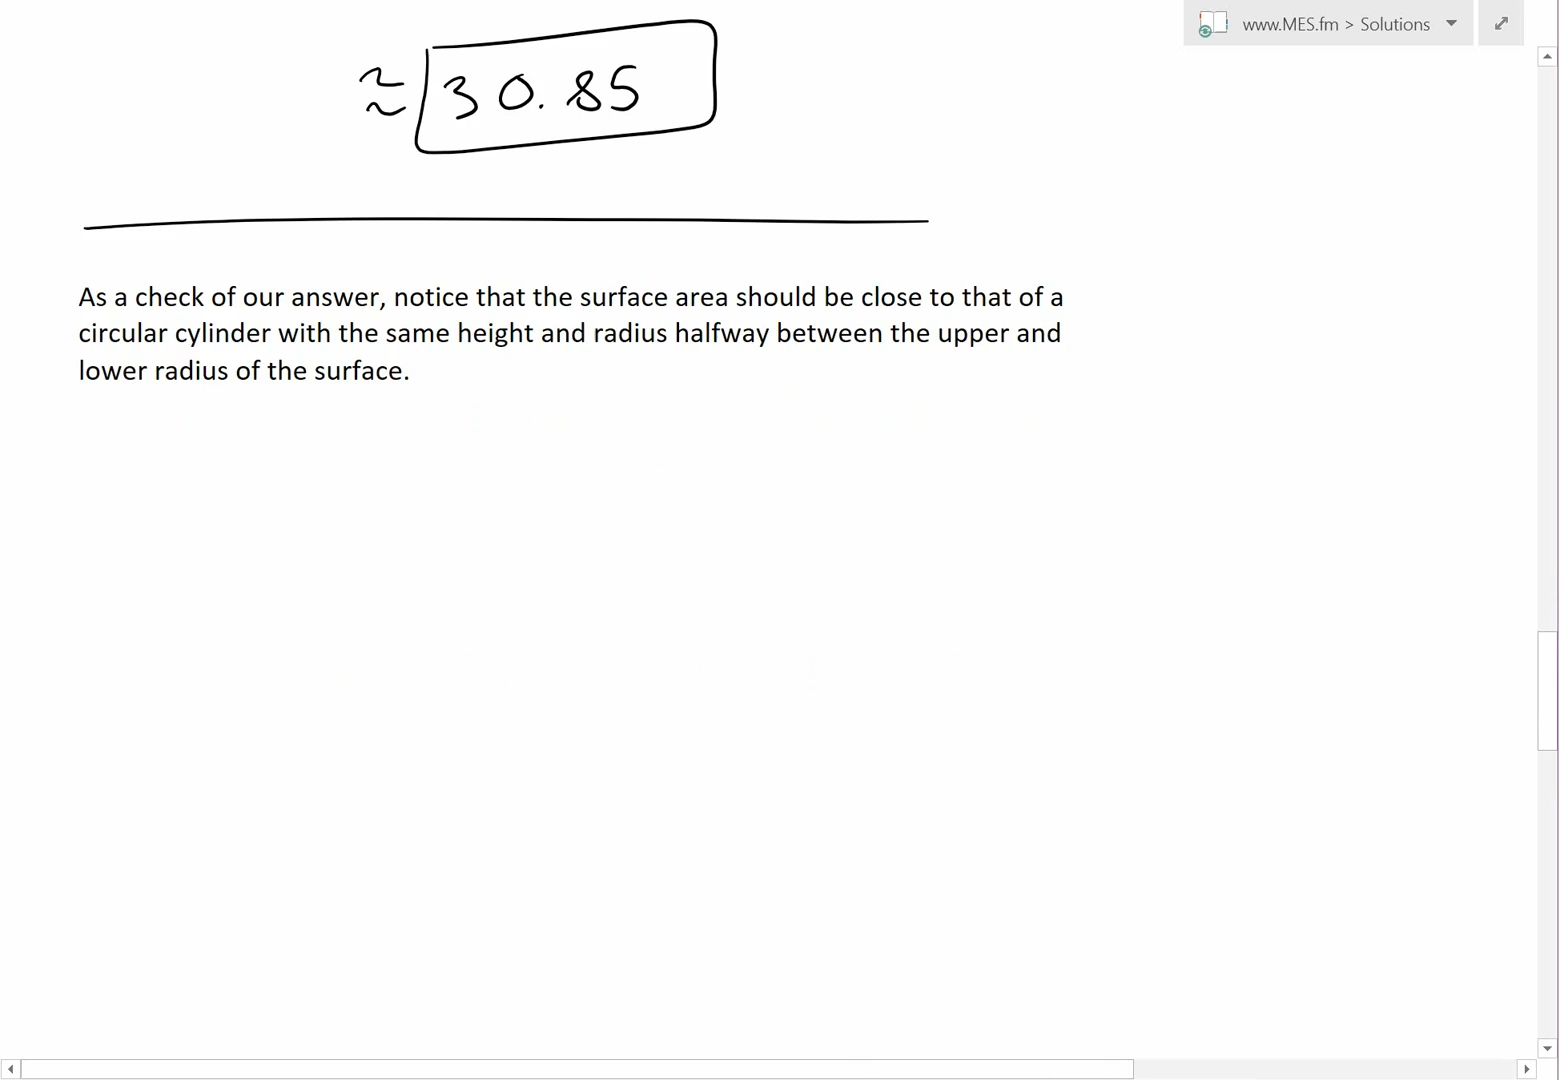 www.MES.fm > Solutions
≈ 30.85
As a check of our answer, notice that the surface area should be close to that of a
circular cylinder with the same height and radius halfway between the upper and
lower radius of the surface.